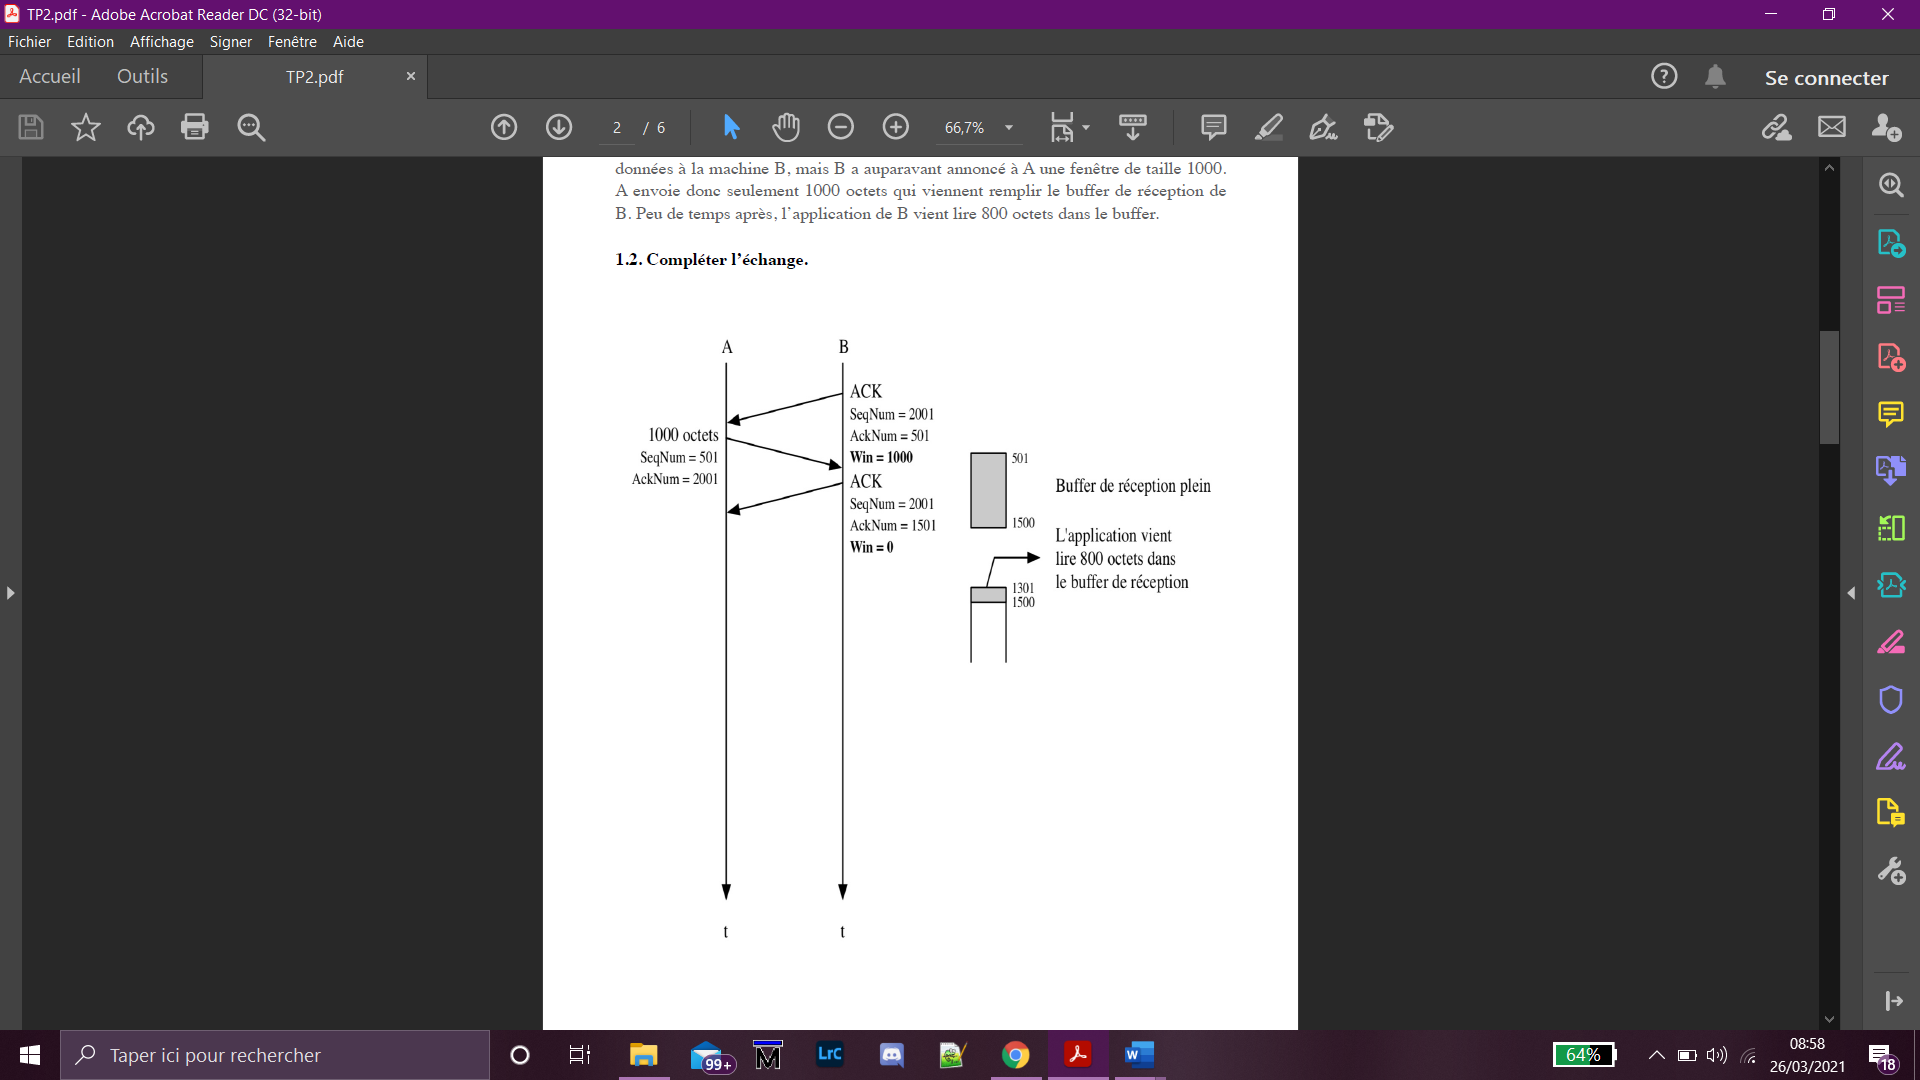 TP2.pdf - Adobe Acrobat Reader DC (32-bit)
Fichier Edition Affichage Signer Fenêtre Aide
Accueil Outils TP2.pdf × ? Se connecter
2 / 6 66,7%
données à la machine B, mais B a auparavant annoncé à A une fenêtre de taille 1000.
A envoie donc seulement 1000 octets qui viennent remplir le buffer de réception de
B. Peu de temps après, l'application de B vient lire 800 octets dans le buffer.
1.2. Compléter l'échange.
A B
ACK
SeqNum = 2001
AckNum = 501
Win = 1000
1000 octets
SeqNum = 501
AckNum = 2001
ACK
SeqNum = 2001
AckNum = 1501
Win = 0
501
1500
Buffer de réception plein
L'application vient
lire 800 octets dans
le buffer de réception
1301
1500
t t
Taper ici pour rechercher
99+
M
LrC
W
64%
08:58
26/03/2021
18